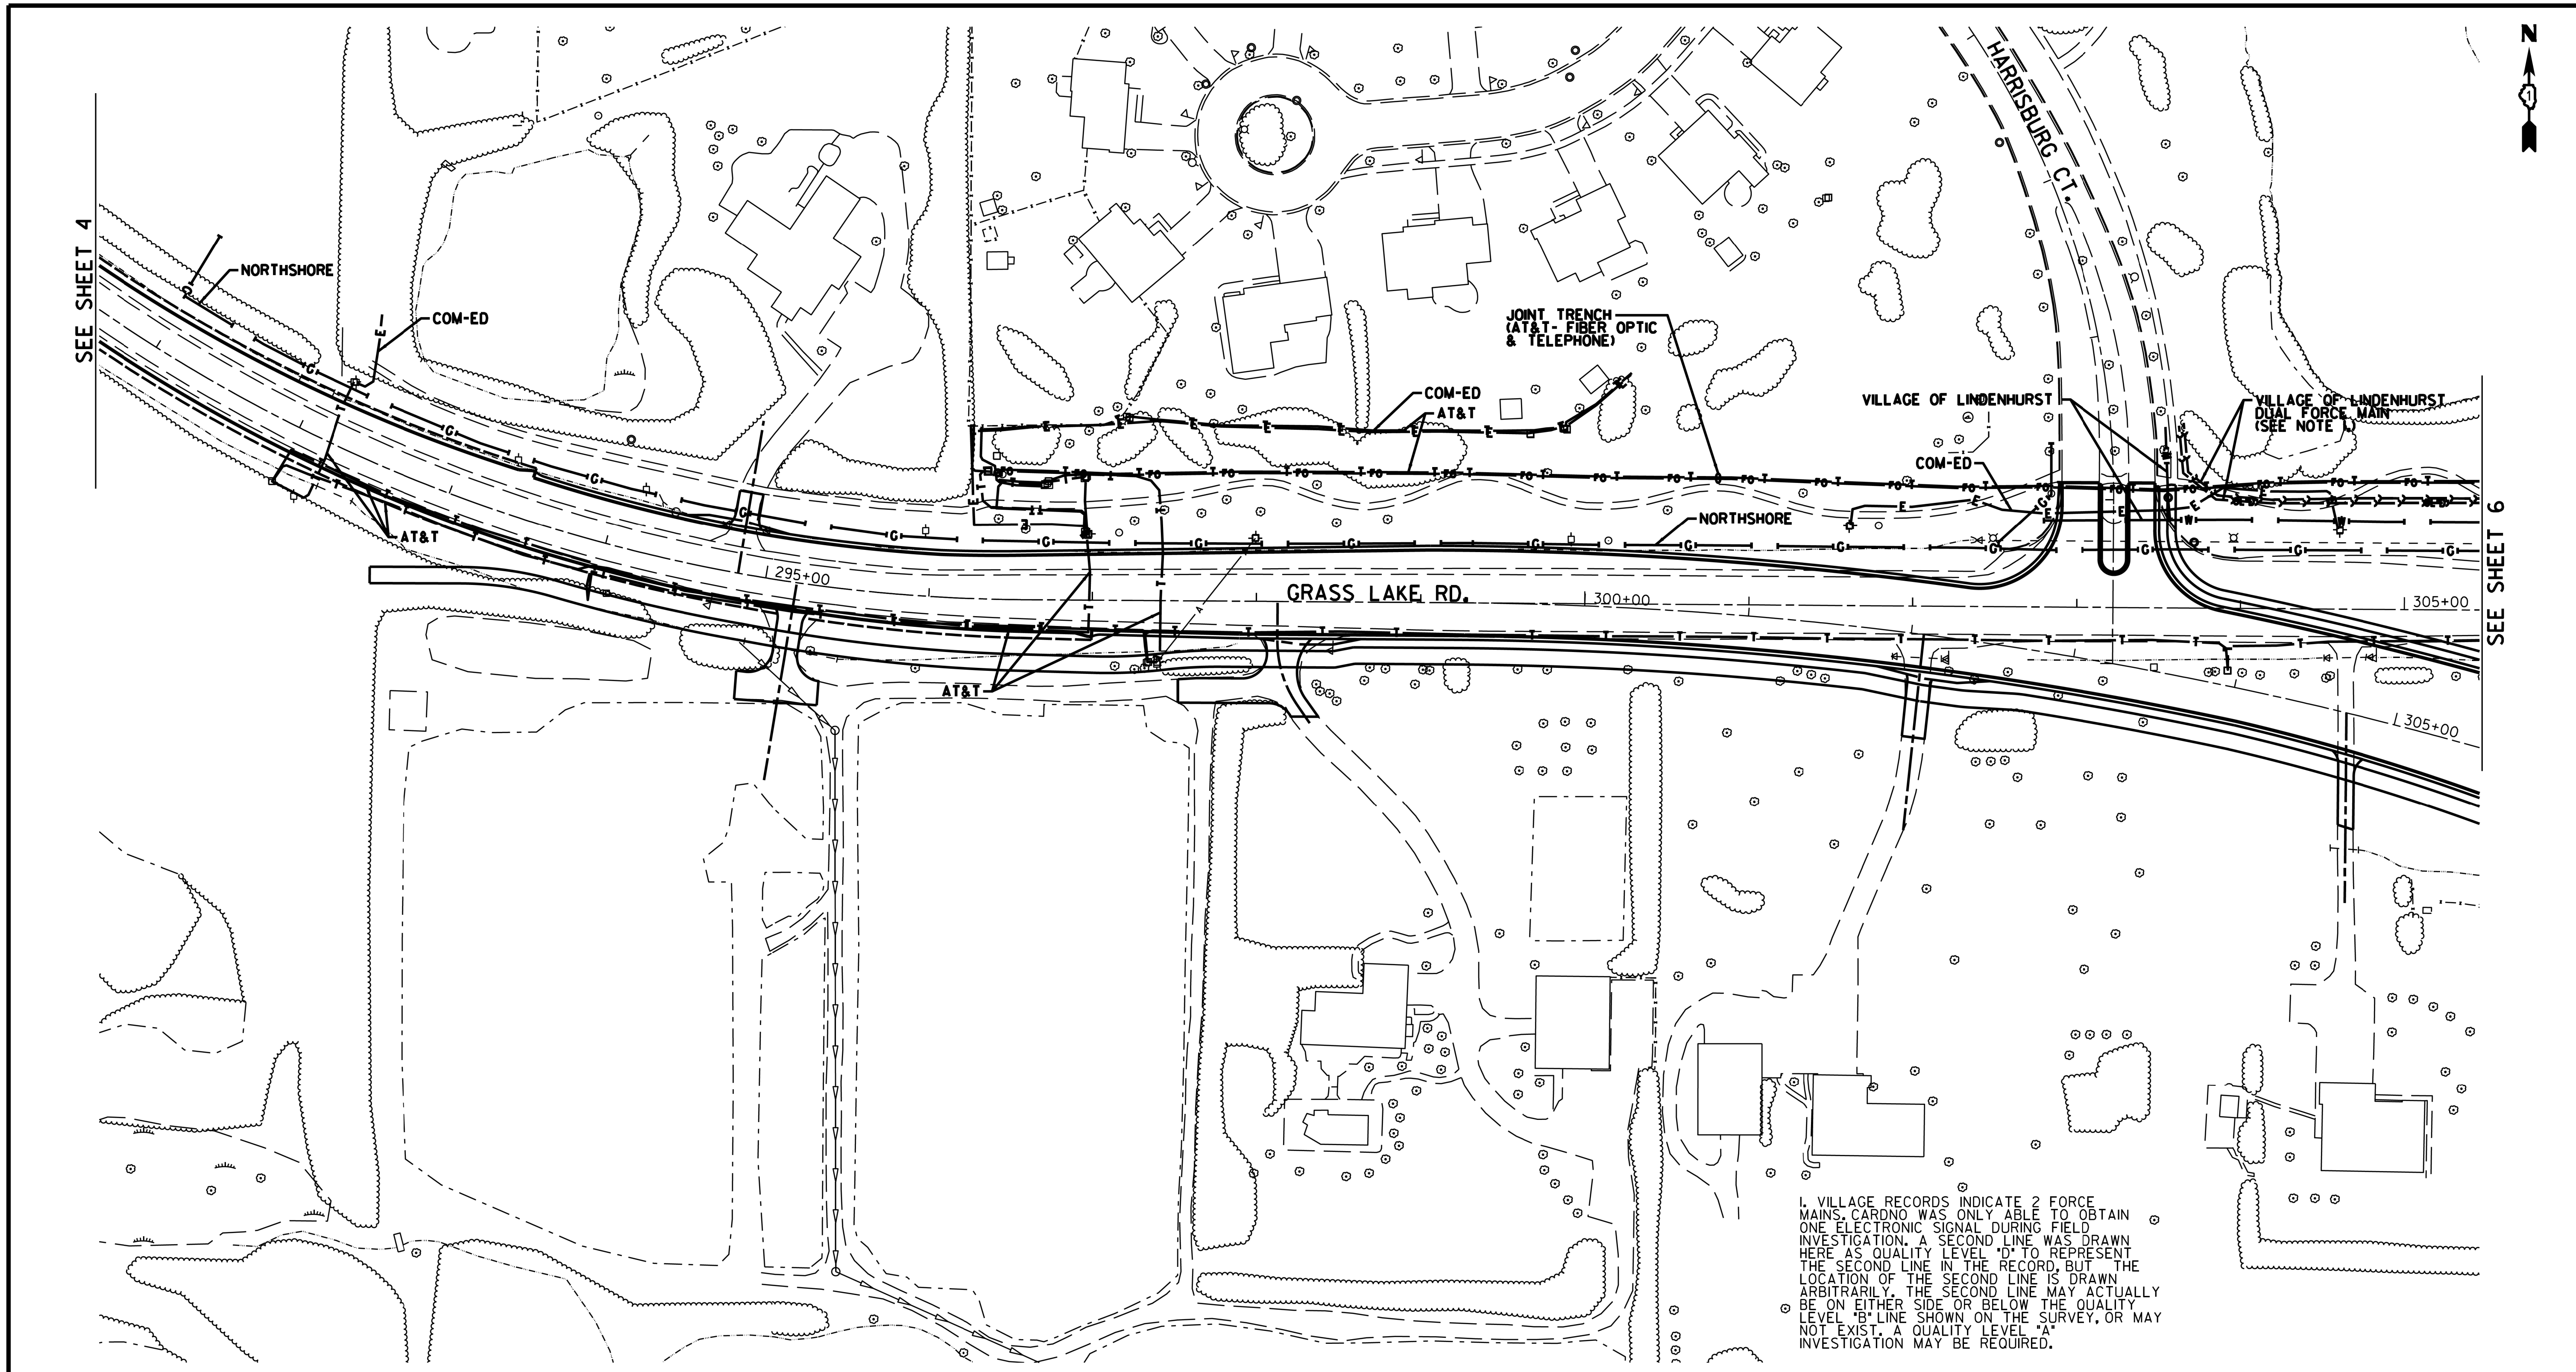 N
1
HARRISBURG CT.
SEE SHEET 4
NORTHSHORE
COM-ED
JOINT TRENCH
(AT&T- FIBER OPTIC
& TELEPHONE)
COM-ED
AT&T
VILLAGE OF LINDENHURST
VILLAGE OF LINDENHURST
DUAL FORCE MAIN
(SEE NOTE 1.)
COM-ED
NORTHSHORE
AT&T
SEE SHEET 6
295+00
GRASS LAKE RD.
300+00
305+00
AT&T
305+00
1. VILLAGE RECORDS INDICATE 2 FORCE
MAINS. CARDNO WAS ONLY ABLE TO OBTAIN
ONE ELECTRONIC SIGNAL DURING FIELD
INVESTIGATION. A SECOND LINE WAS DRAWN
HERE AS QUALITY LEVEL "D" TO REPRESENT
THE SECOND LINE IN THE RECORD, BUT THE
LOCATION OF THE SECOND LINE IS DRAWN
ARBITRARILY. THE SECOND LINE MAY ACTUALLY
BE ON EITHER SIDE OR BELOW THE QUALITY
LEVEL "B" LINE SHOWN ON THE SURVEY, OR MAY
NOT EXIST. A QUALITY LEVEL "A"
INVESTIGATION MAY BE REQUIRED.